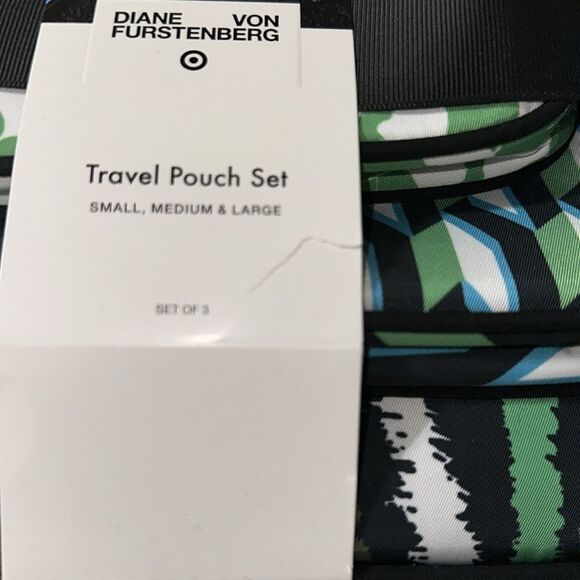 DIANE VON
FURSTENBERG
Travel Pouch Set
SMALL, MEDIUM & LARGE
SET OF 3